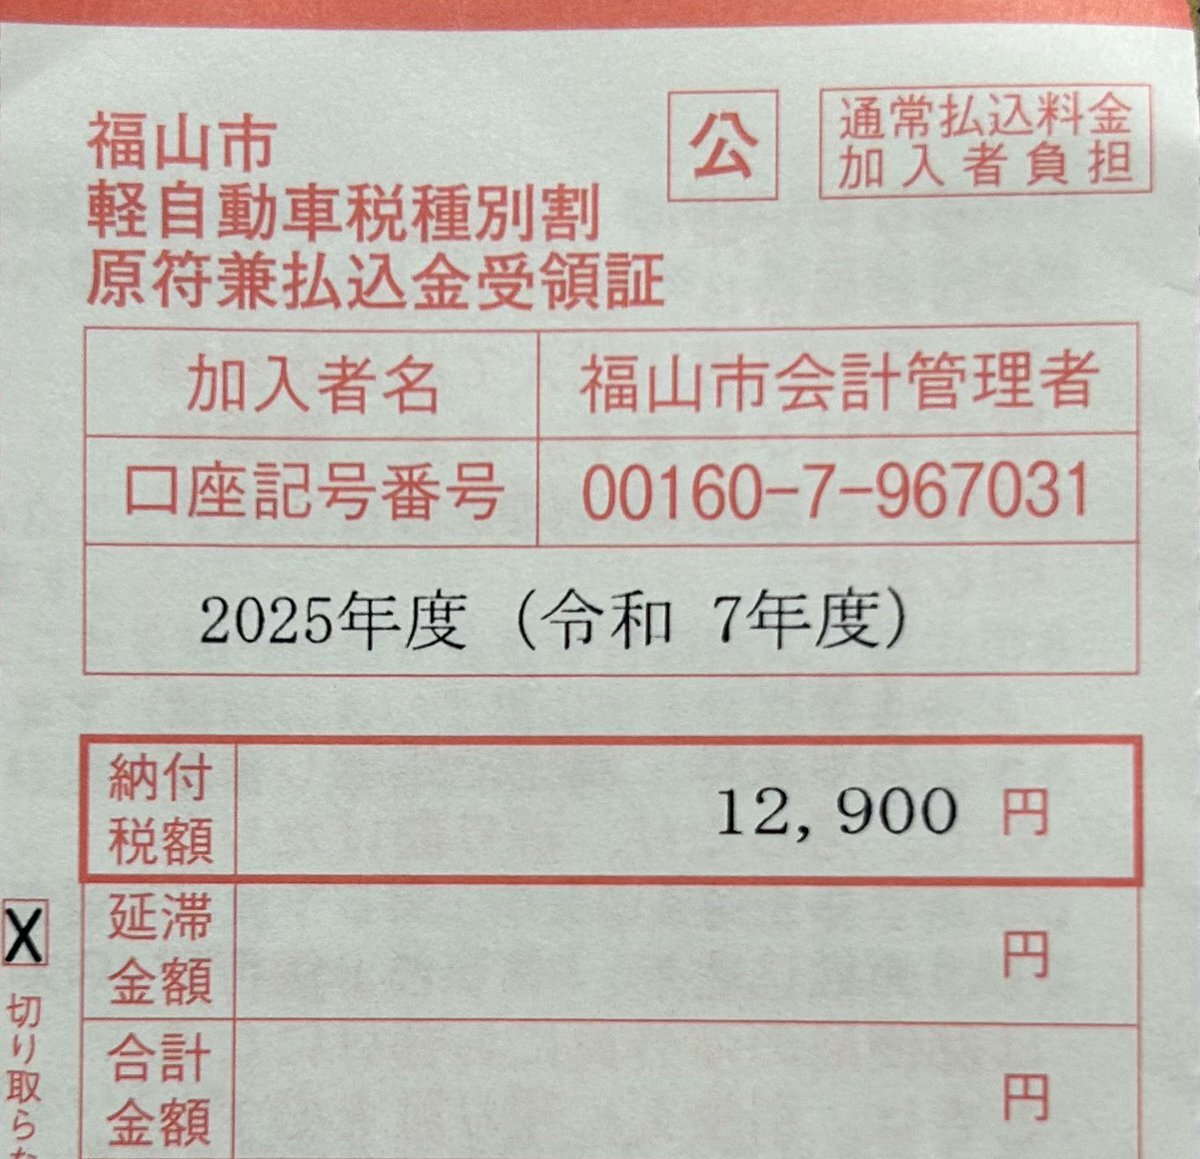 福山市
軽自動車税種別割
原符兼払込金受領証
公
通常払込料金
加入者負担
加入者名
福山市会計管理者
口座記号番号
00160-7-967031
2025年度（令和 7年度）
納付
税額
12,900 円
延滞
金額
円
合計
金額
円
X
切り取らな